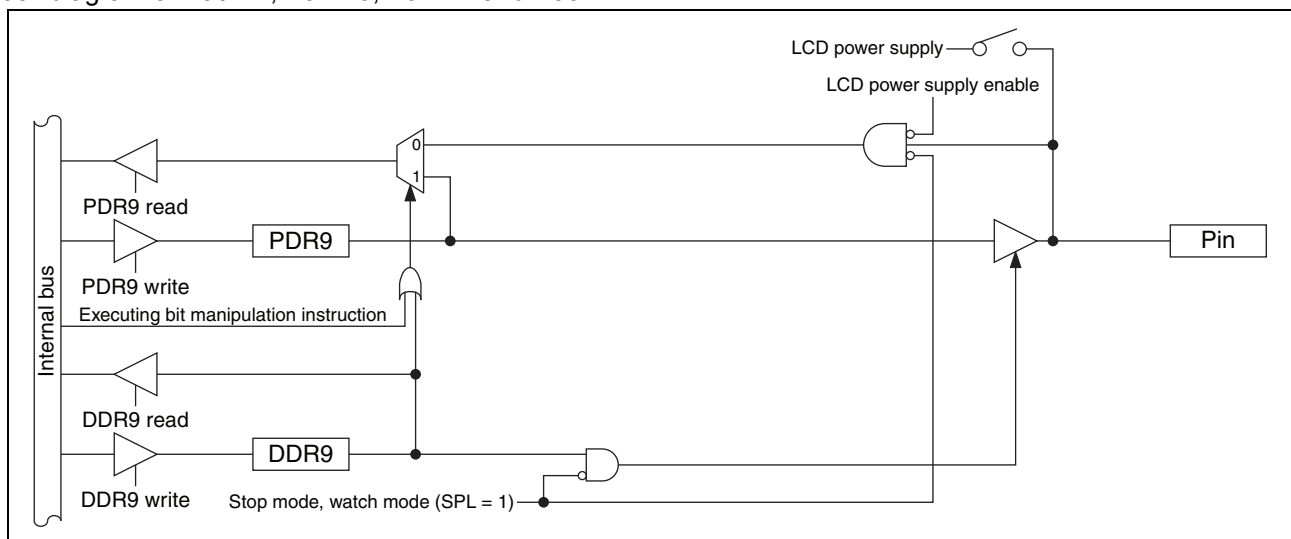 LCD power supply
LCD power supply enable
0
1
PDR9 read
PDR9
Pin
PDR9 write
Executing bit manipulation instruction
Internal bus
DDR9 read
DDR9
DDR9 write
Stop mode, watch mode (SPL = 1)